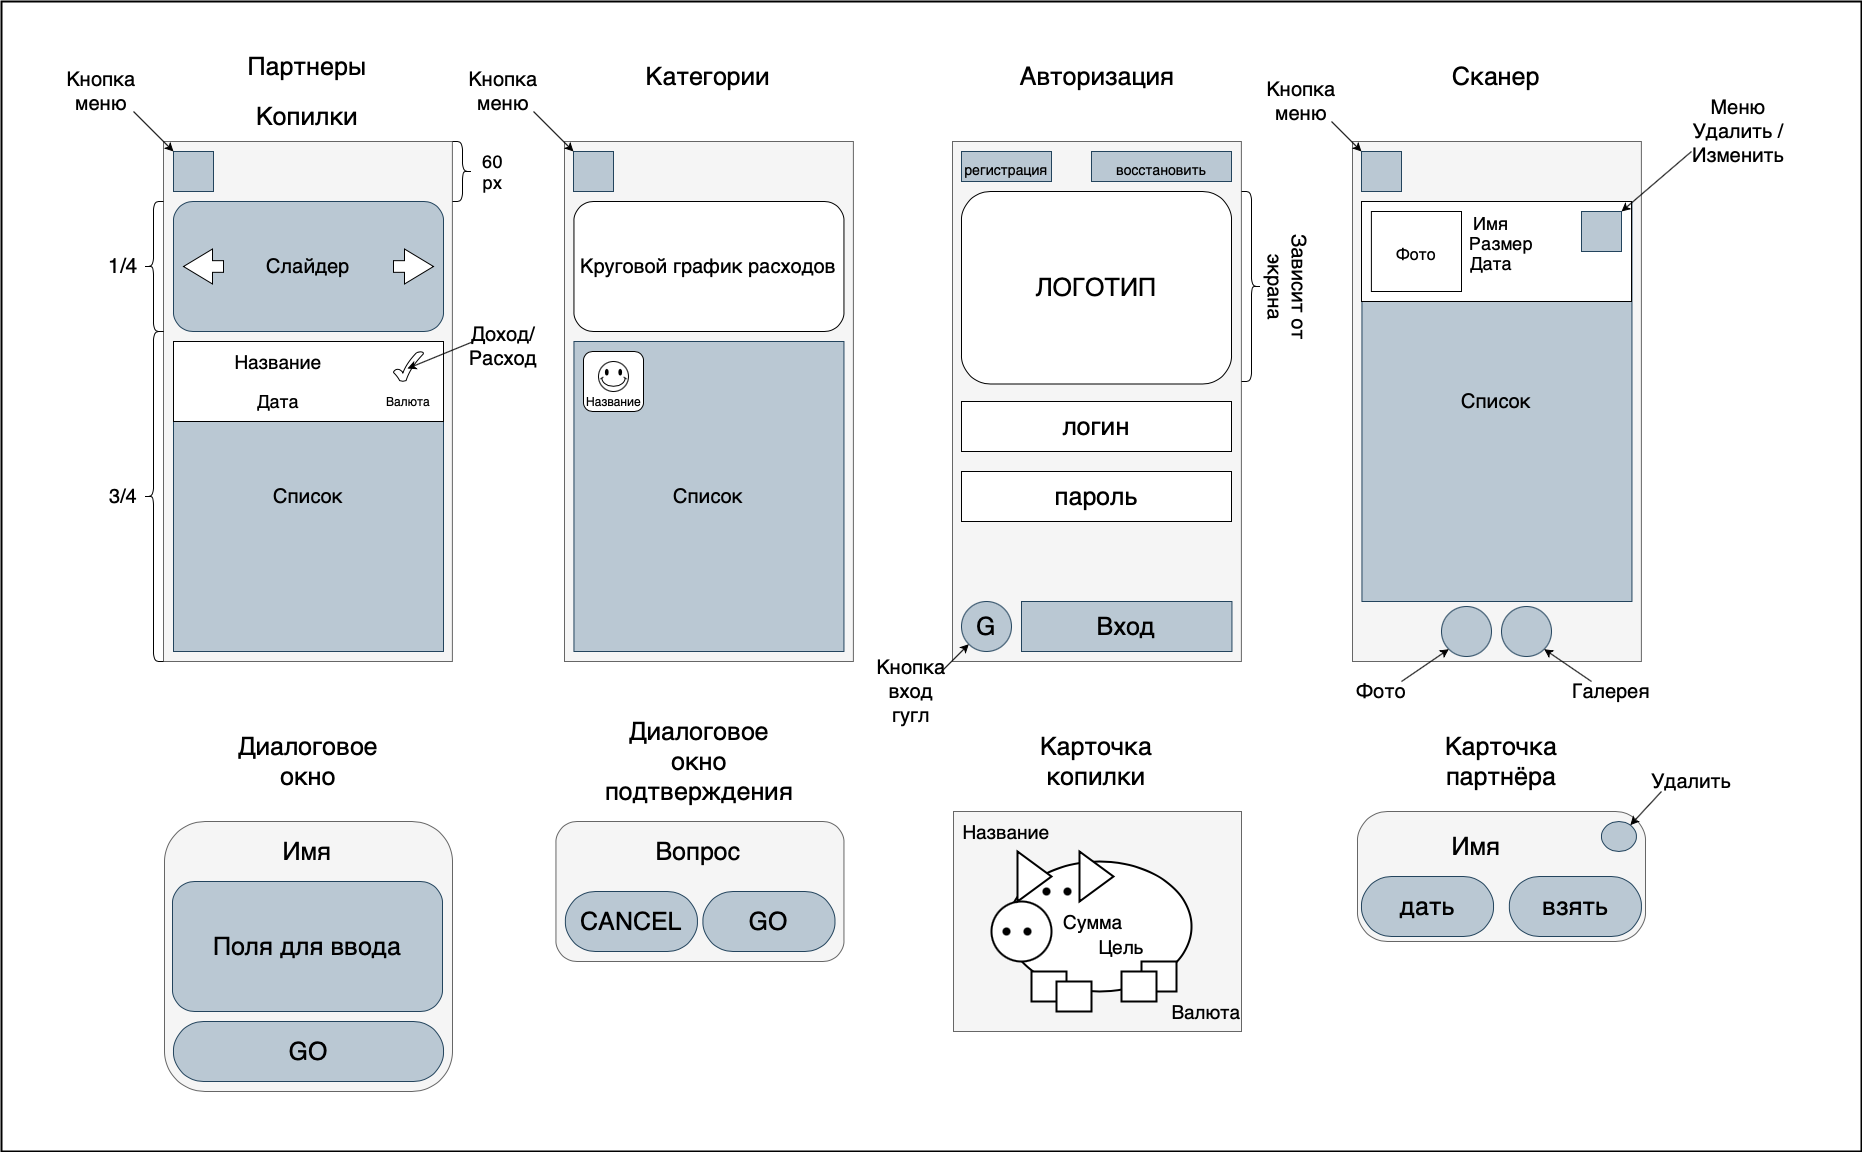 Партнеры
Копилки
Кнопка
меню
60
px
1/4
Слайдер
Доход/
Расход
Название
Дата
Валюта
3/4
Список
Категории
Кнопка
меню
Круговой график расходов
Название
Список
Авторизация
регистрация
восстановить
ЛОГОТИП
Зависит от
экрана
логин
пароль
G
Вход
Кнопка
вход
гугл
Сканер
Кнопка
меню
Меню
Удалить /
Изменить
Фото
Имя
Размер
Дата
Список
Фото
Галерея
Диалоговое
окно
Имя
Поля для ввода
GO
Диалоговое
окно
подтверждения
Вопрос
CANCEL
GO
Карточка
копилки
Название
Сумма
Цель
Валюта
Карточка
партнёра
Удалить
Имя
дать
взять